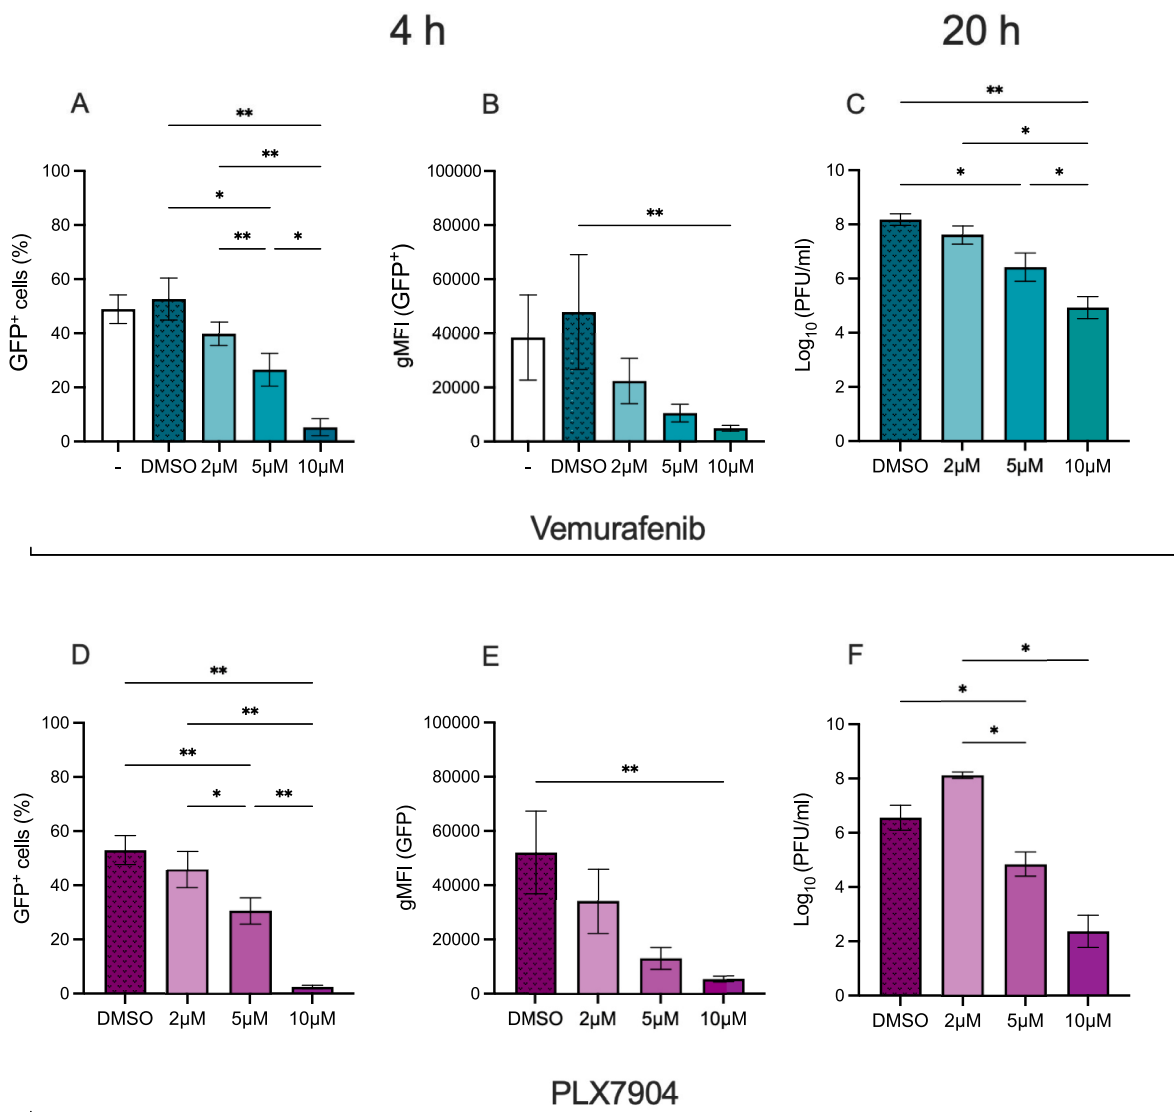 4 h
20 h
A
B
C
**
**
*
**
*
**
**
*
*
*
GFP+ cells (%)
100
80
60
40
20
0
- DMSO 2µM 5µM 10µM
gMFI (GFP+)
100000
80000
60000
40000
20000
0
- DMSO 2µM 5µM 10µM
Log10 (PFU/ml)
10
8
6
4
2
0
DMSO 2µM 5µM 10µM
Vemurafenib
D
E
F
**
**
**
*
**
**
*
*
*
GFP+ cells (%)
100
80
60
40
20
0
DMSO 2µM 5µM 10µM
gMFI (GFP)
100000
80000
60000
40000
20000
0
DMSO 2µM 5µM 10µM
Log10 (PFU/ml)
10
8
6
4
2
0
DMSO 2µM 5µM 10µM
PLX7904